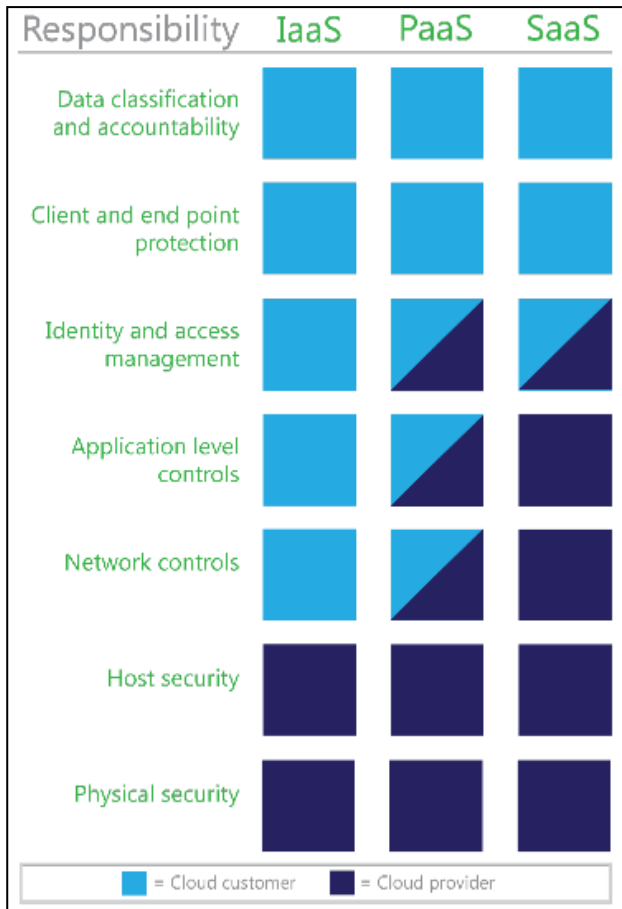 Responsibility IaaS PaaS SaaS
Data classification
and accountability
Client and end point
protection
Identity and access
management
Application level
controls
Network controls
Host security
Physical security
= Cloud customer = Cloud provider